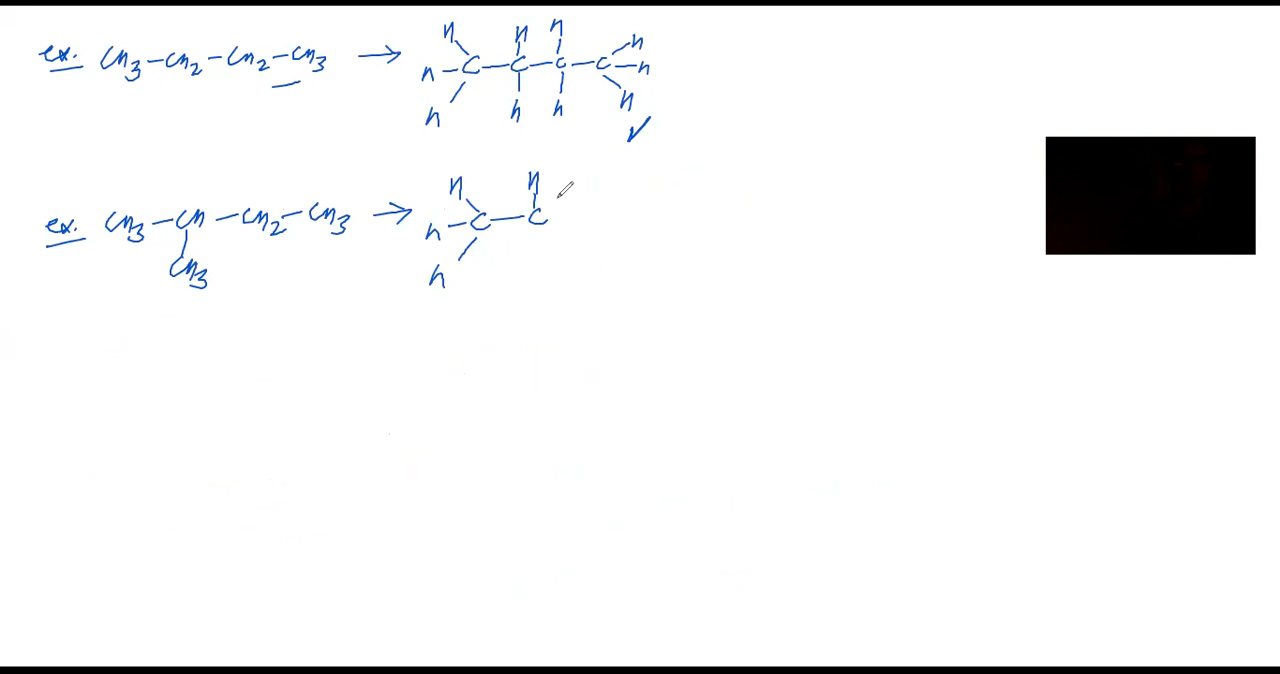 ex. CH3-CH2-CH2-CH3 →
H H H H
H-C-C-C-C-H
H H H H
✓
ex. CH3-CH-CH2-CH3 →
CH3
H H
H-C-C
H